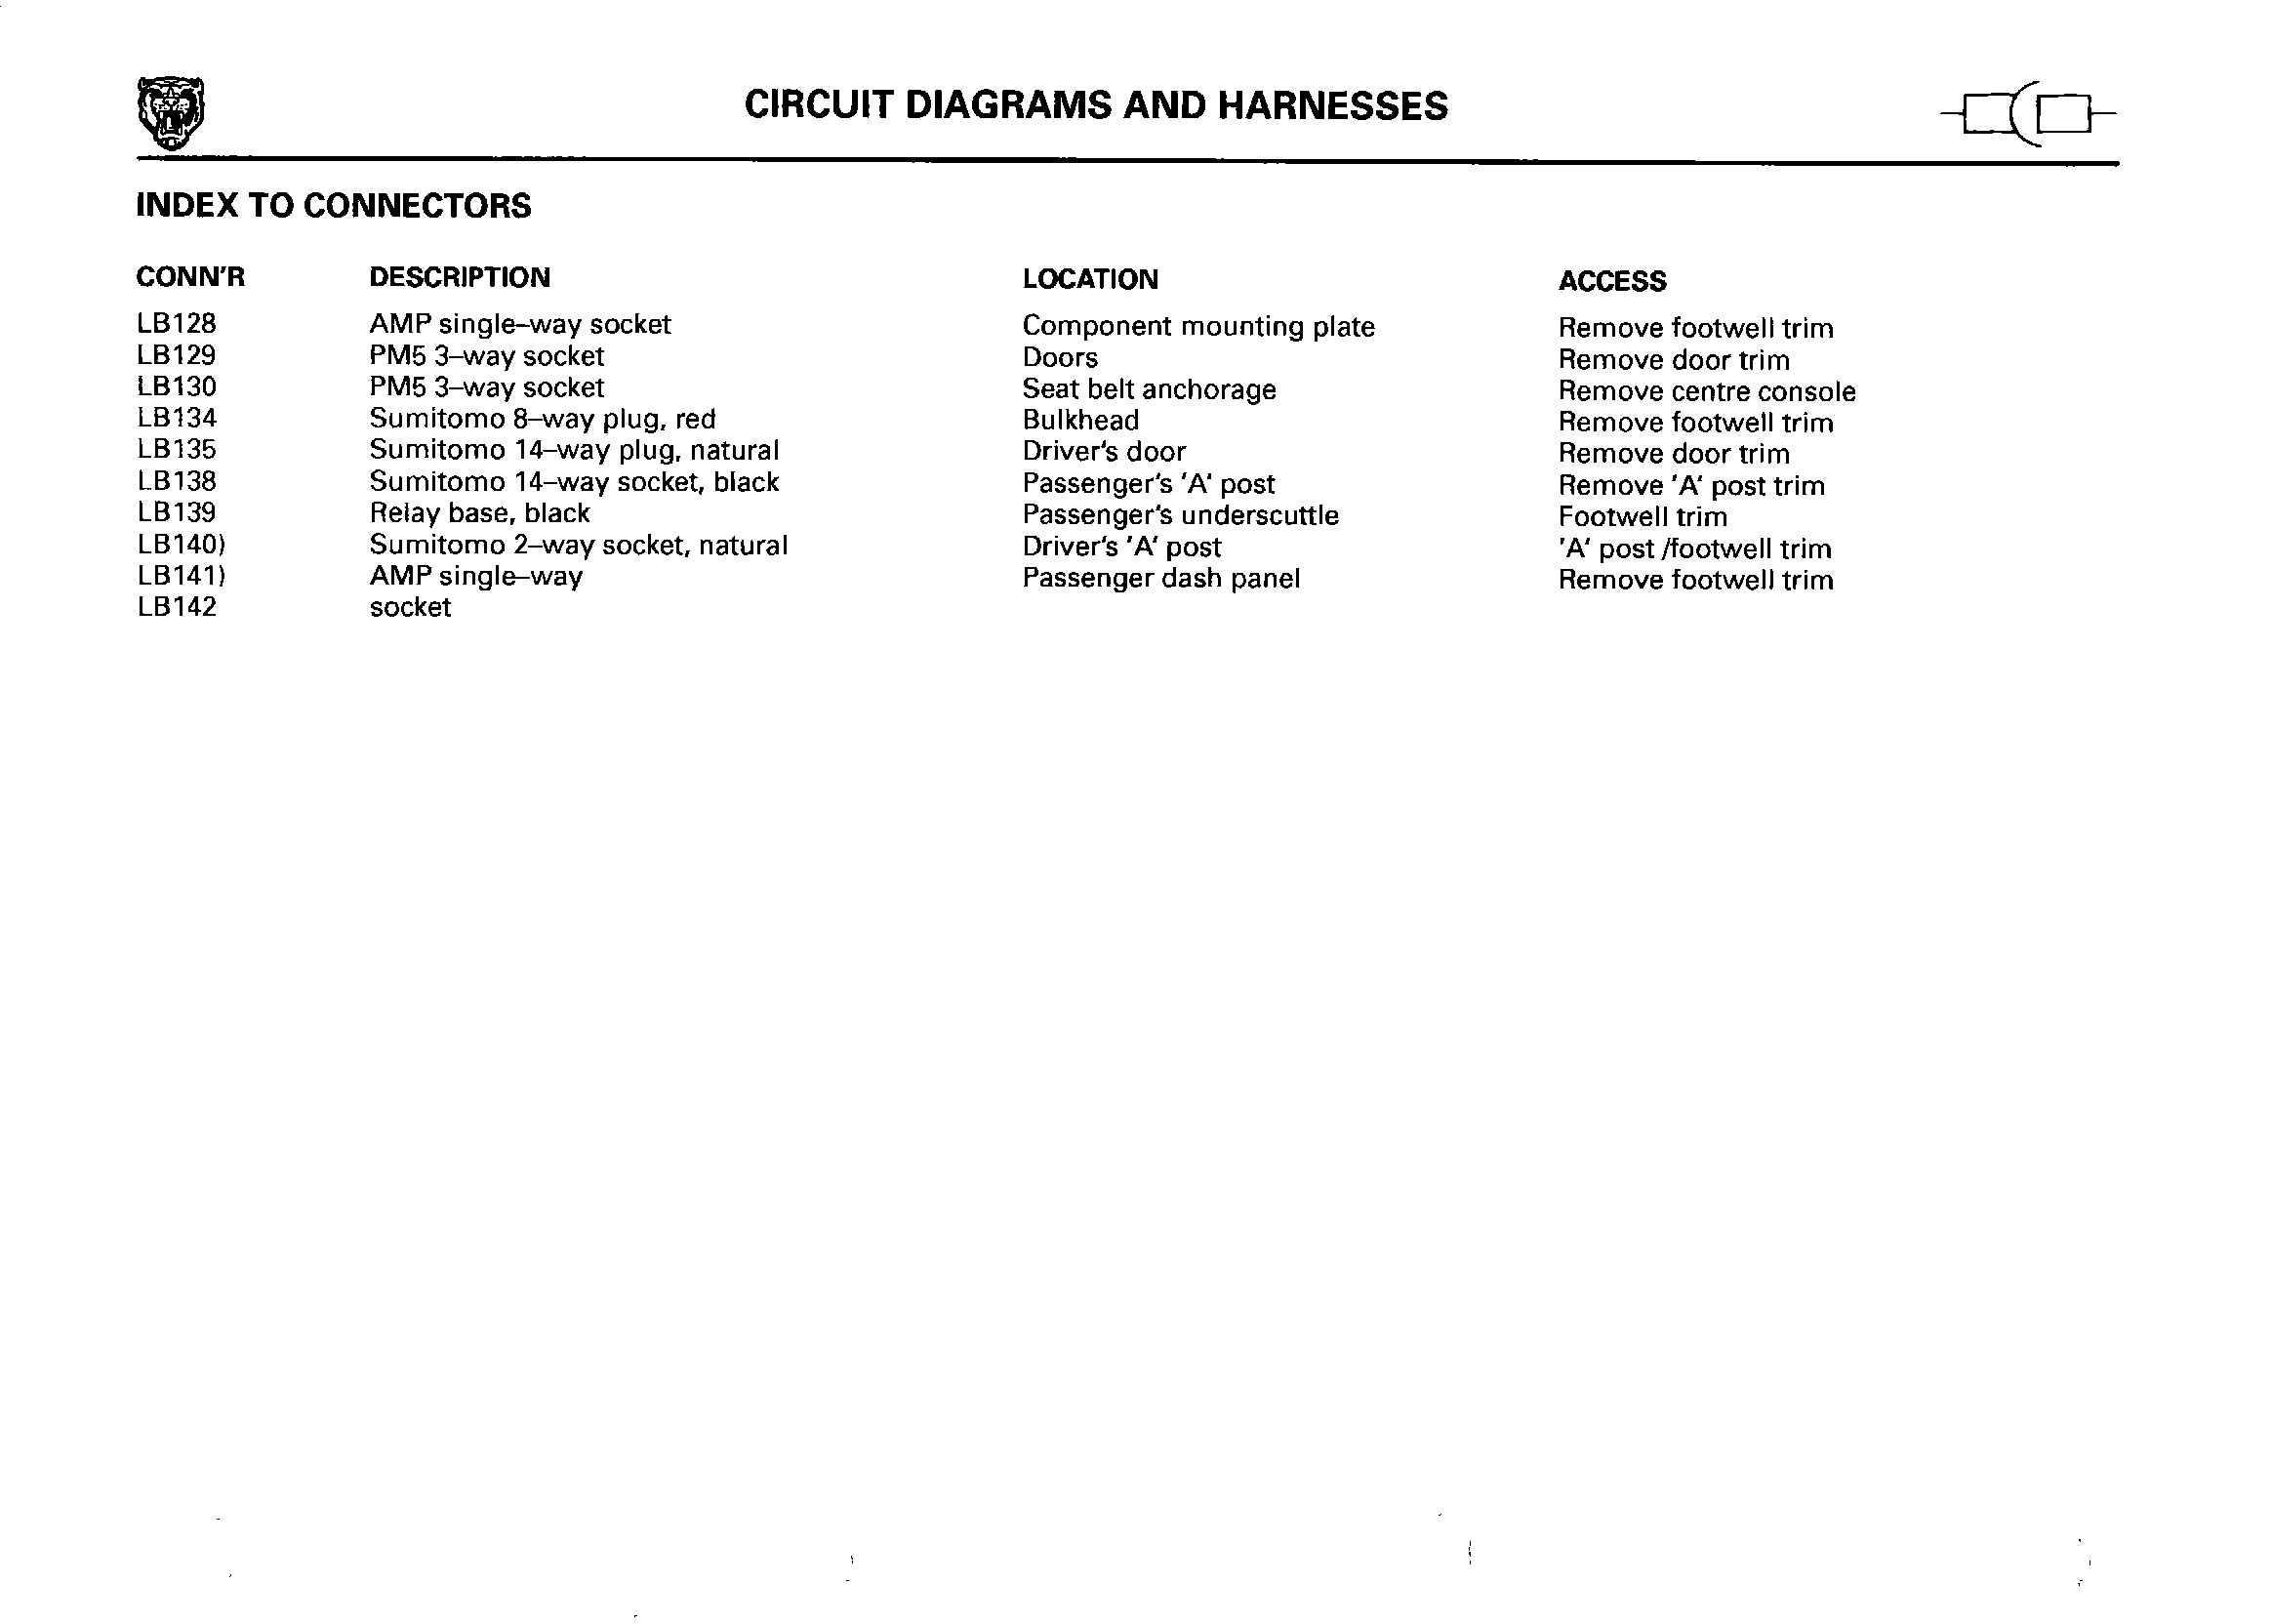 CIRCUIT DIAGRAMS AND HARNESSES
INDEX TO CONNECTORS
CONN'R DESCRIPTION LOCATION ACCESS
LB128 AMP single–way socket Component mounting plate Remove footwell trim
LB129 PM5 3–way socket Doors Remove door trim
LB130 PM5 3–way socket Seat belt anchorage Remove centre console
LB134 Sumitomo 8–way plug, red Bulkhead Remove footwell trim
LB135 Sumitomo 14–way plug, natural Driver's door Remove door trim
LB138 Sumitomo 14–way socket, black Passenger's 'A' post Remove 'A' post trim
LB139 Relay base, black Passenger's underscuttle Footwell trim
LB140) Sumitomo 2–way socket, natural Driver's 'A' post 'A' post /footwell trim
LB141) AMP single–way Passenger dash panel Remove footwell trim
LB142 socket